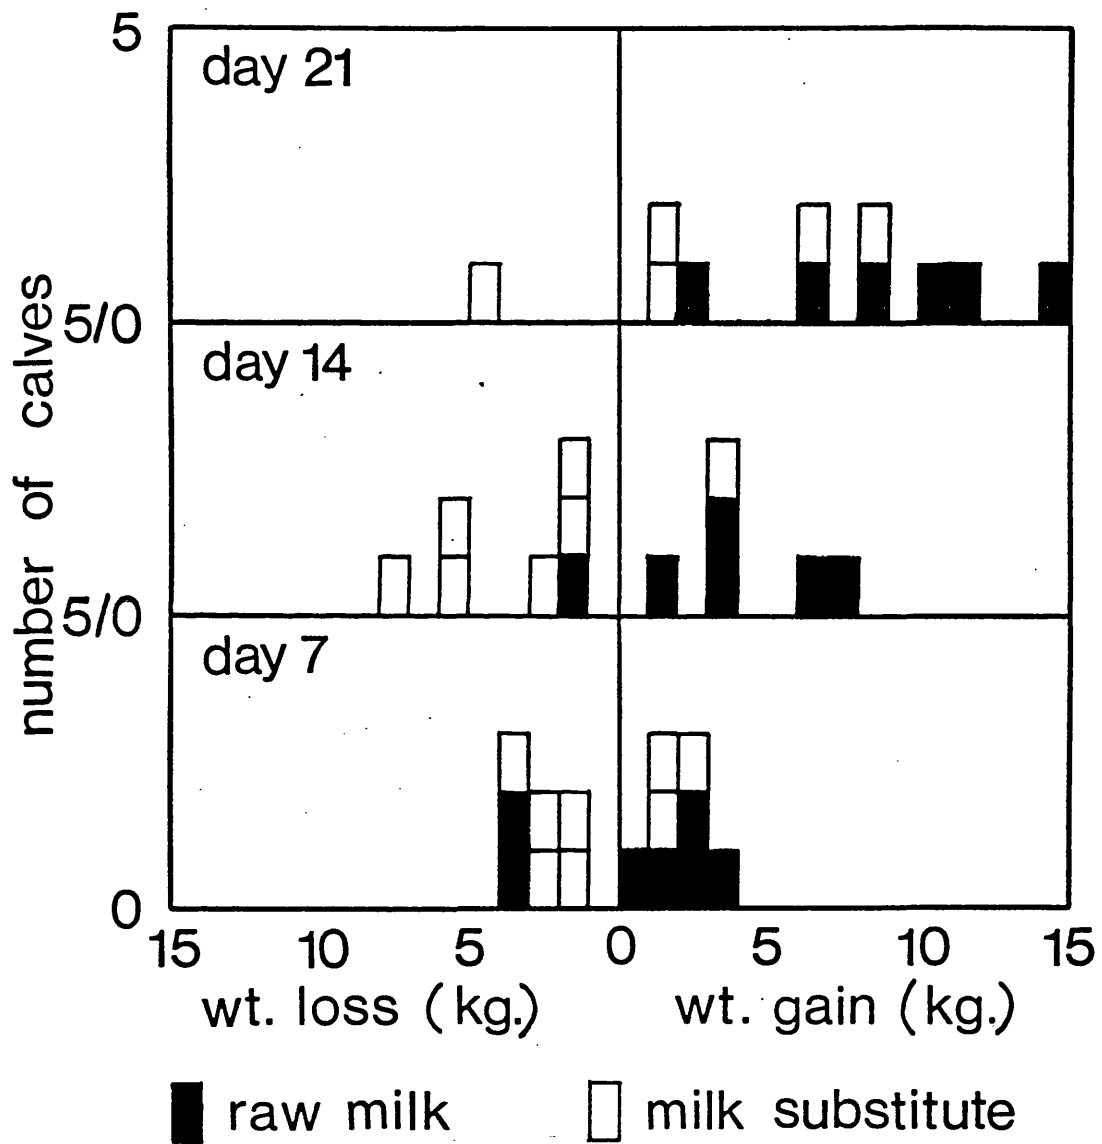 5
day 21
5/0
day 14
5/0
day 7
0
number of calves
15 10 5 0 5 10 15
wt. loss (kg.) wt. gain (kg.)
raw milk milk substitute